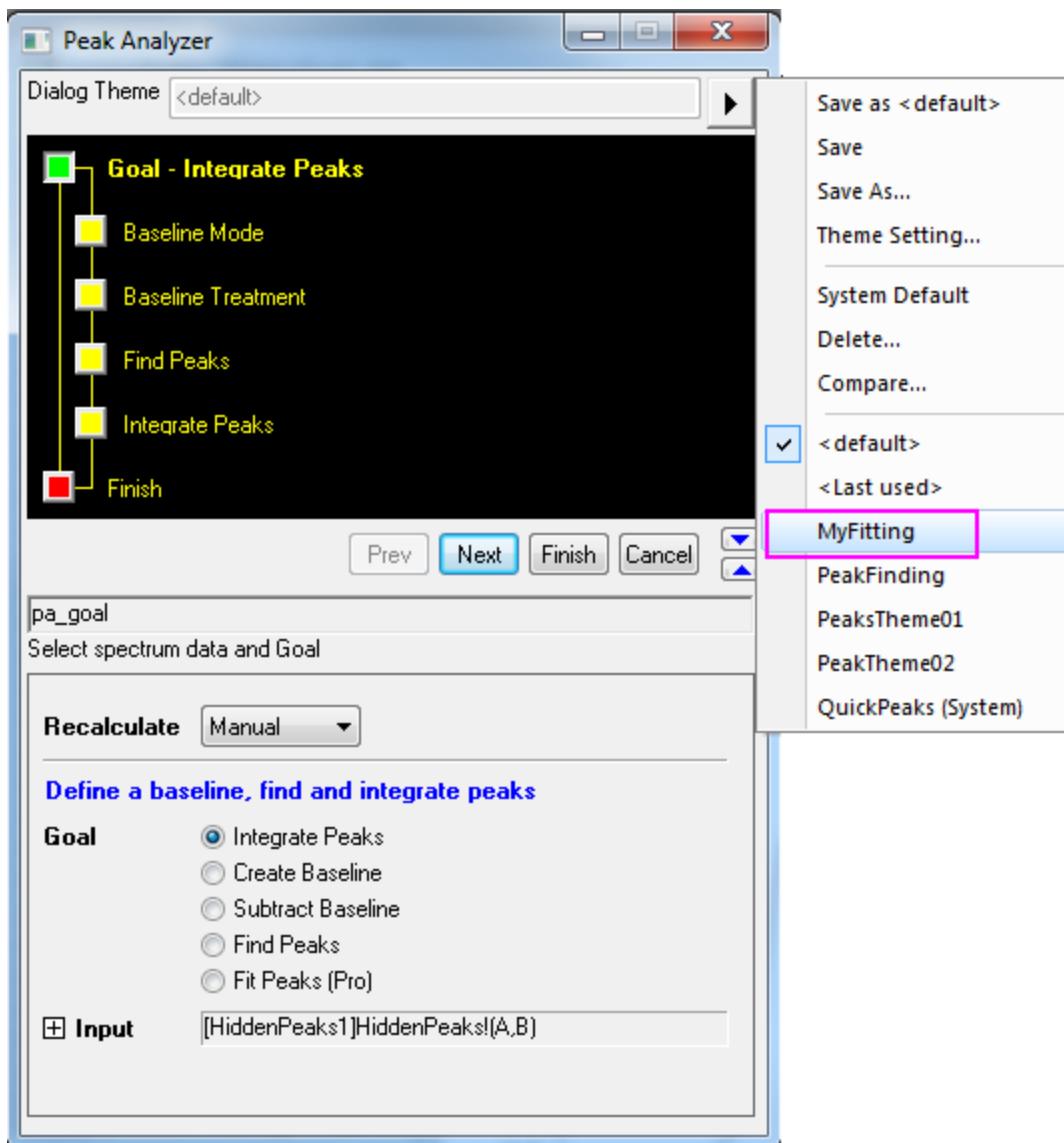 Peak Analyzer
Dialog Theme <default>
Goal - Integrate Peaks
Baseline Mode
Baseline Treatment
Find Peaks
Integrate Peaks
Finish
Prev Next Finish Cancel
pa_goal
Select spectrum data and Goal
Recalculate Manual
Define a baseline, find and integrate peaks
Goal Integrate Peaks
Create Baseline
Subtract Baseline
Find Peaks
Fit Peaks (Pro)
Input [HiddenPeaks1]HiddenPeaks!(A,B)
Save as <default>
Save
Save As...
Theme Setting...
System Default
Delete...
Compare...
<default>
<Last used>
MyFitting
PeakFinding
PeaksTheme01
PeakTheme02
QuickPeaks (System)